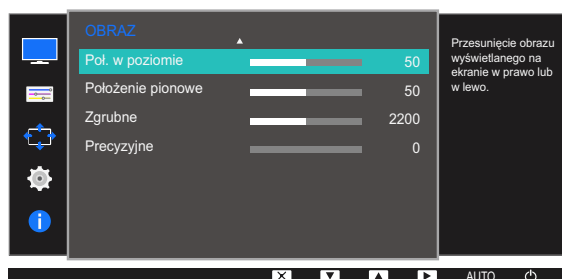 OBRAZ
Poł. w poziomie 50
Położenie pionowe 50
Zgrubne 2200
Precyzyjne 0
Przesunięcie obrazu
wyświetlanego na
ekranie w prawo lub
w lewo.
AUTO